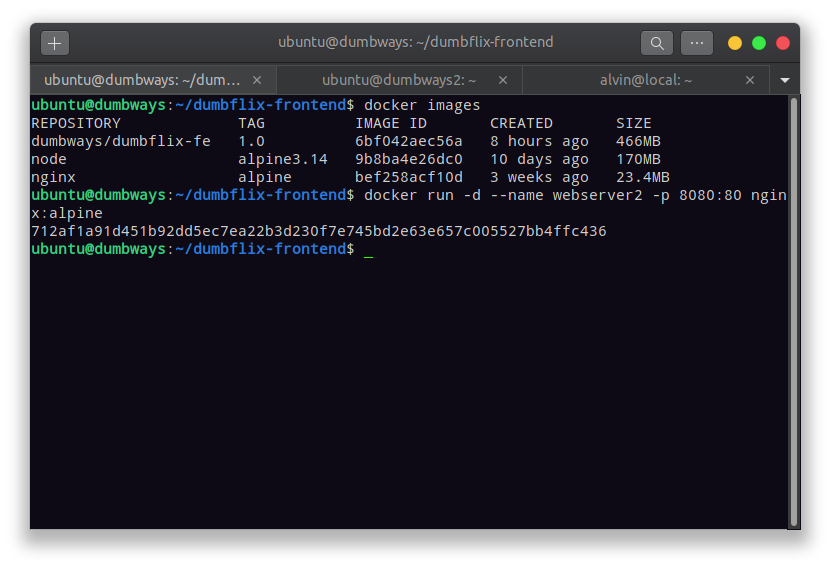 ubuntu@dumbways: ~/dumbflix-frontend
ubuntu@dumbways: ~/dum…
ubuntu@dumbways2: ~
alvin@local: ~
ubuntu@dumbways:~/dumbflix-frontend$ docker images
REPOSITORY             TAG          IMAGE ID       CREATED       SIZE
dumbways/dumbflix-fe   1.0          6bf042aec56a   8 hours ago   466MB
node                   alpine3.14   9b8ba4e26dc0   10 days ago   170MB
nginx                  alpine       bef258acf10d   3 weeks ago   23.4MB
ubuntu@dumbways:~/dumbflix-frontend$ docker run -d --name webserver2 -p 8080:80 ngin
x:alpine
712af1a91d451b92dd5ec7ea22b3d230f7e745bd2e63e657c005527bb4ffc436
ubuntu@dumbways:~/dumbflix-frontend$ _